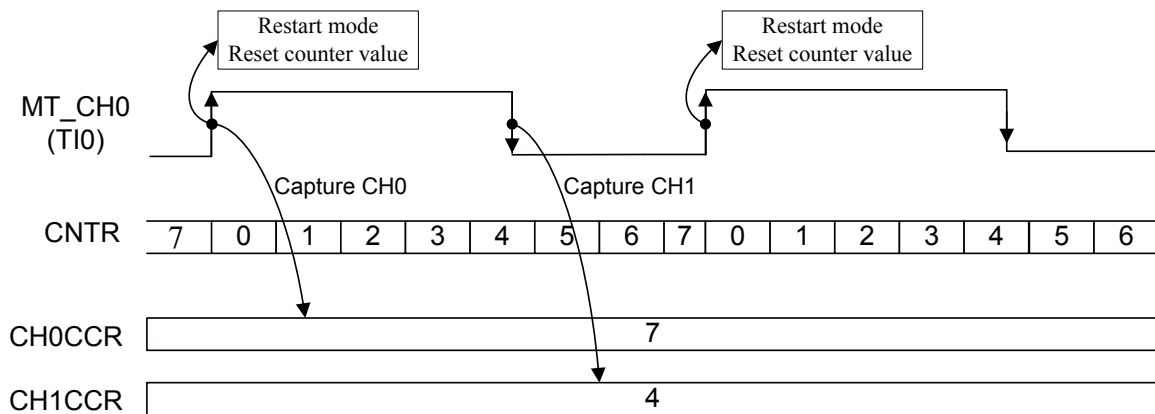 Restart mode
Reset counter value
Restart mode
Reset counter value
MT_CH0
(TI0)
Capture CH0
Capture CH1
CNTR
7 0 1 2 3 4 5 6 7 0 1 2 3 4 5 6
CH0CCR
7
CH1CCR
4